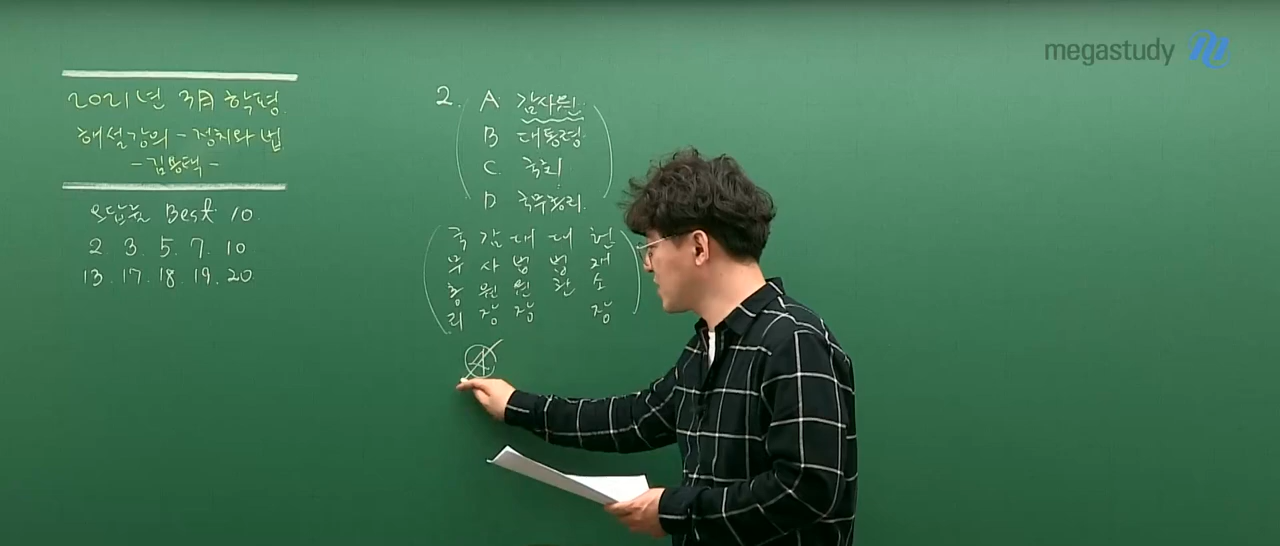 megastudy
2021년 3月 학평
해설강의 - 정치와 법
- 김용택 -
오답률 Best 10.
2. 3. 5. 7. 10
13. 17. 18. 19. 20
2. A 감사원
B 대통령
C. 국회
D 국무총리.
국 감 대 대 헌
무 사 법 법 재
총 원 원 관 소
리 장 장 장
④